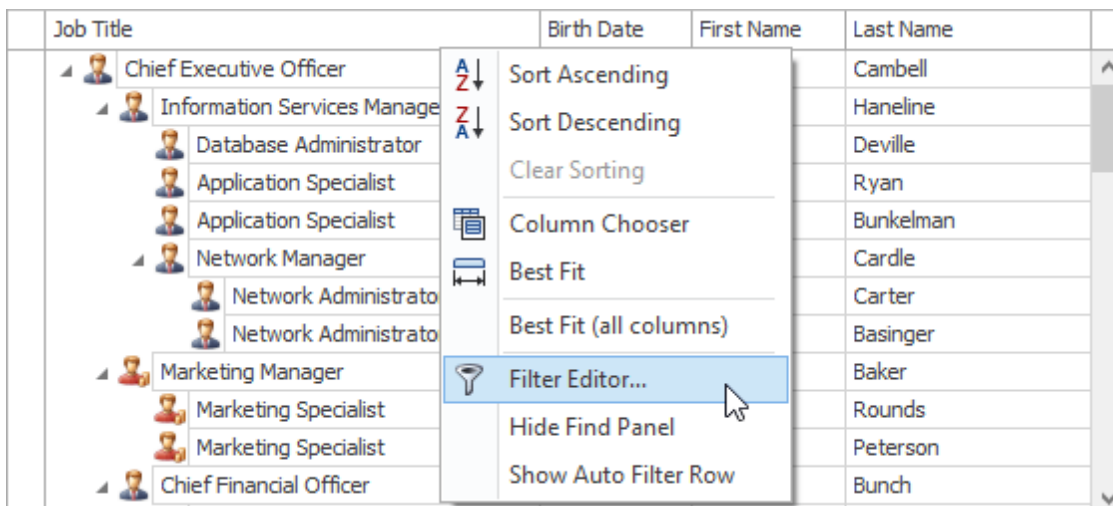 Job Title Birth Date First Name Last Name
Chief Executive Officer Cambell
Information Services Manage Haneline
Database Administrator Deville
Application Specialist Ryan
Application Specialist Bunkelman
Network Manager Cardle
Network Administrato Carter
Network Administrato Basinger
Marketing Manager Baker
Marketing Specialist Rounds
Marketing Specialist Peterson
Chief Financial Officer Bunch
A Z Sort Ascending
Z A Sort Descending
Clear Sorting
Column Chooser
Best Fit
Best Fit (all columns)
Filter Editor...
Hide Find Panel
Show Auto Filter Row